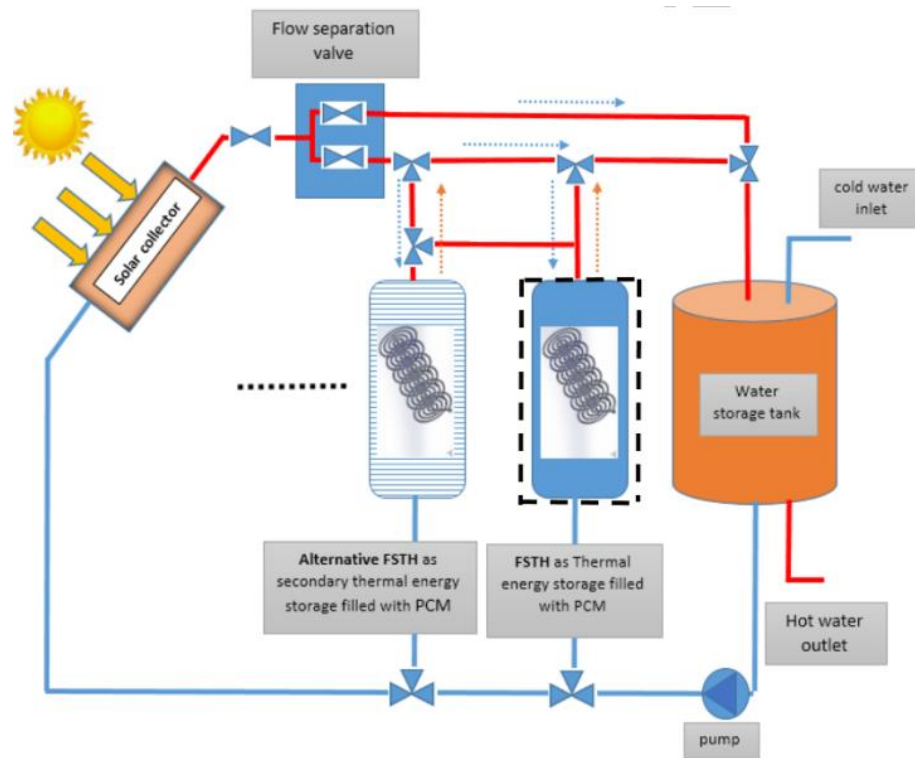 Flow separation
valve
cold water
inlet
Solar collector
Water
storage tank
Alternative FSTH as
secondary thermal energy
storage filled with PCM
FSTH as Thermal
energy storage filled
with PCM
Hot water
outlet
pump